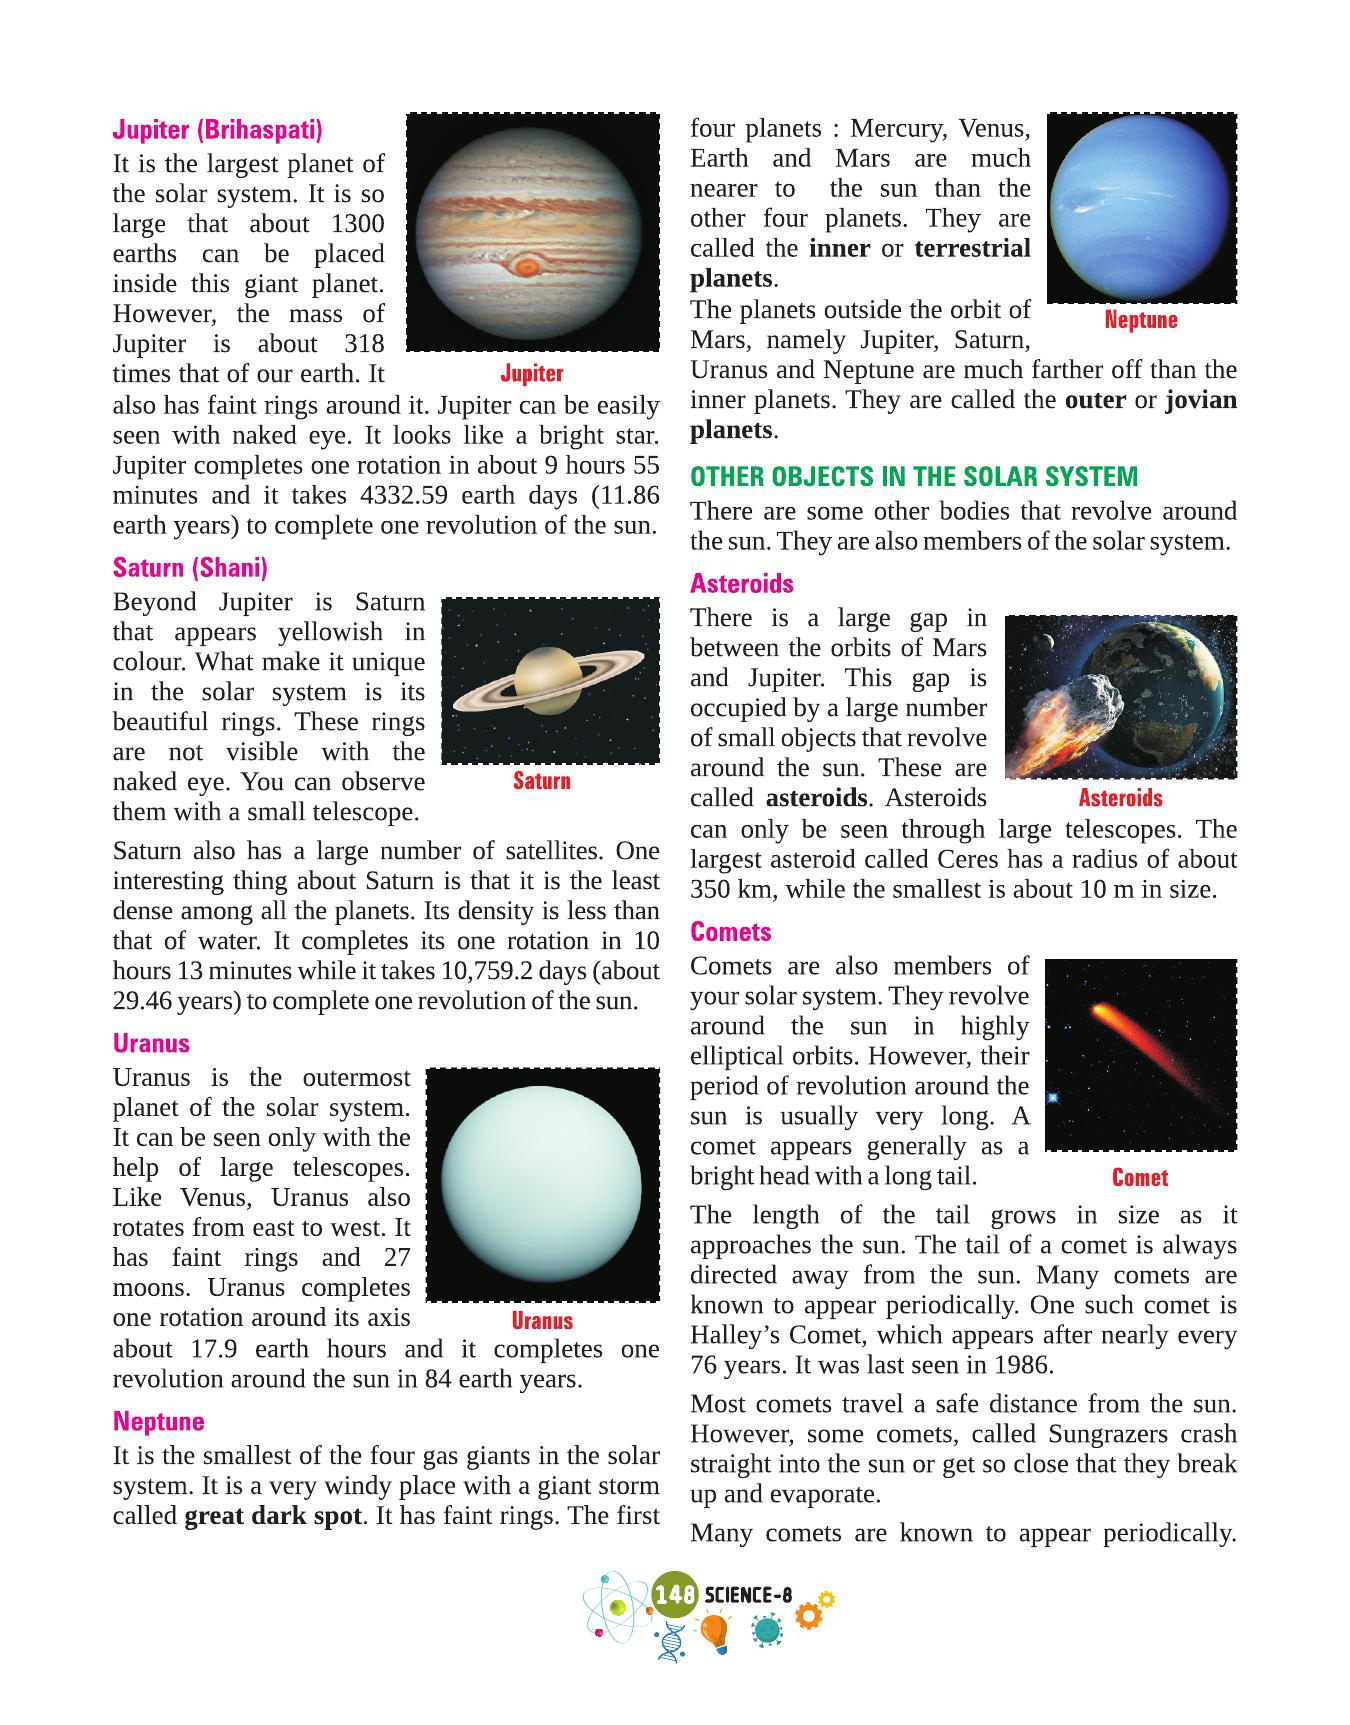 Jupiter (Brihaspati)
It is the largest planet of
the solar system. It is so
large that about 1300
earths can be placed
inside this giant planet.
However, the mass of
Jupiter is about 318
times that of our earth. It
Jupiter
also has faint rings around it. Jupiter can be easily
seen with naked eye. It looks like a bright star.
Jupiter completes one rotation in about 9 hours 55
minutes and it takes 4332.59 earth days (11.86
earth years) to complete one revolution of the sun.
Saturn (Shani)
Beyond Jupiter is Saturn
that appears yellowish in
colour. What make it unique
in the solar system is its
beautiful rings. These rings
are not visible with the
naked eye. You can observe
them with a small telescope.
Saturn
Saturn also has a large number of satellites. One
interesting thing about Saturn is that it is the least
dense among all the planets. Its density is less than
that of water. It completes its one rotation in 10
hours 13 minutes while it takes 10,759.2 days (about
29.46 years) to complete one revolution of the sun.
Uranus
Uranus is the outermost
planet of the solar system.
It can be seen only with the
help of large telescopes.
Like Venus, Uranus also
rotates from east to west. It
has faint rings and 27
moons. Uranus completes
one rotation around its axis
Uranus
about 17.9 earth hours and it completes one
revolution around the sun in 84 earth years.
Neptune
It is the smallest of the four gas giants in the solar
system. It is a very windy place with a giant storm
called great dark spot. It has faint rings. The first
four planets : Mercury, Venus,
Earth and Mars are much
nearer to the sun than the
other four planets. They are
called the inner or terrestrial
planets.
Neptune
The planets outside the orbit of
Mars, namely Jupiter, Saturn,
Uranus and Neptune are much farther off than the
inner planets. They are called the outer or jovian
planets.
OTHER OBJECTS IN THE SOLAR SYSTEM
There are some other bodies that revolve around
the sun. They are also members of the solar system.
Asteroids
There is a large gap in
between the orbits of Mars
and Jupiter. This gap is
occupied by a large number
of small objects that revolve
around the sun. These are
called asteroids. Asteroids
Asteroids
can only be seen through large telescopes. The
largest asteroid called Ceres has a radius of about
350 km, while the smallest is about 10 m in size.
Comets
Comets are also members of
your solar system. They revolve
around the sun in highly
elliptical orbits. However, their
period of revolution around the
sun is usually very long. A
comet appears generally as a
bright head with a long tail.
Comet
The length of the tail grows in size as it
approaches the sun. The tail of a comet is always
directed away from the sun. Many comets are
known to appear periodically. One such comet is
Halley’s Comet, which appears after nearly every
76 years. It was last seen in 1986.
Most comets travel a safe distance from the sun.
However, some comets, called Sungrazers crash
straight into the sun or get so close that they break
up and evaporate.
Many comets are known to appear periodically.
148 SCIENCE-8